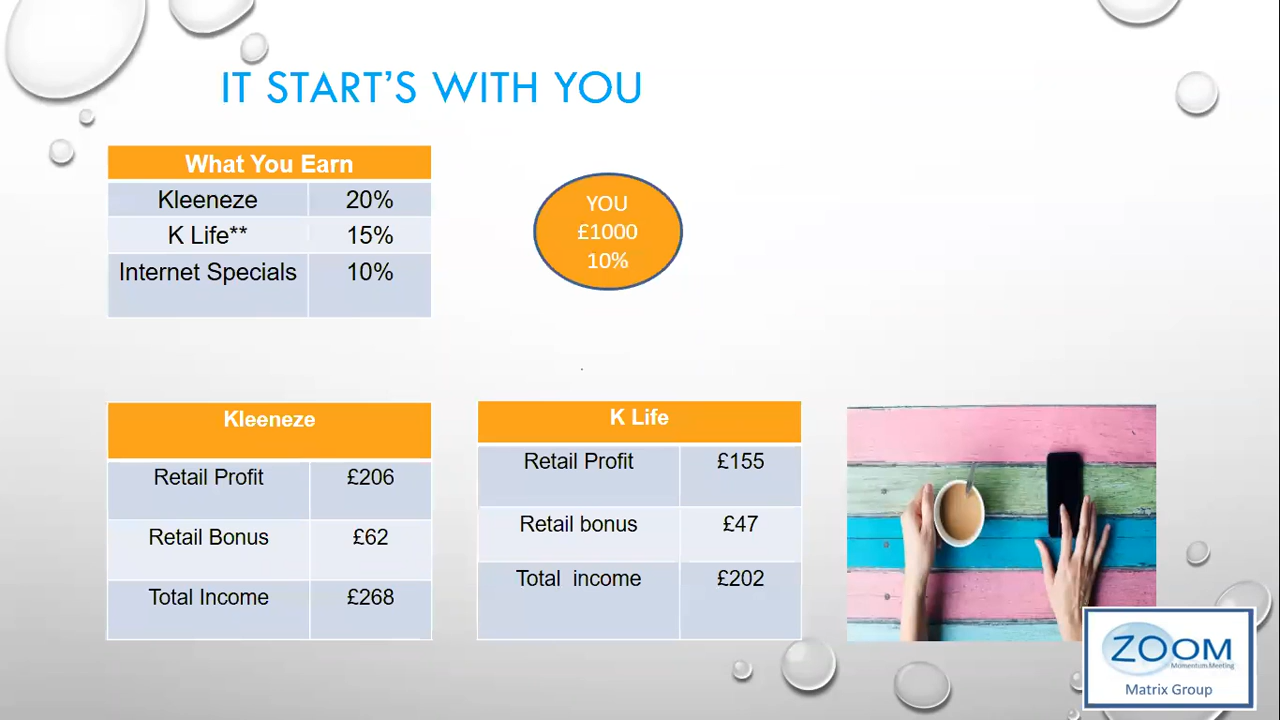 IT START’S WITH YOU
What You Earn
Kleeneze 20%
K Life** 15%
Internet Specials 10%
YOU
£1000
10%
Kleeneze
Retail Profit £206
Retail Bonus £62
Total Income £268
K Life
Retail Profit £155
Retail bonus £47
Total income £202
ZOOM
Momentum.Meeting
Matrix Group